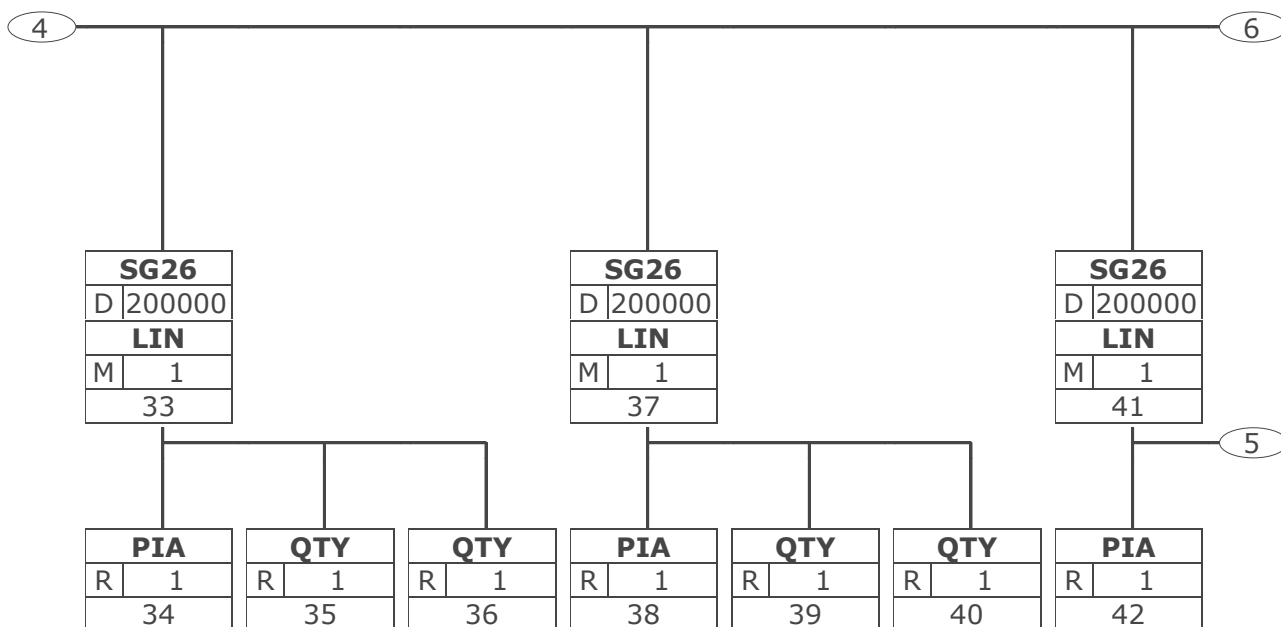 4 6
SG26 SG26 SG26
D 200000 D 200000 D 200000
LIN LIN LIN
M 1 M 1 M 1
33 37 41
5
PIA QTY QTY PIA QTY QTY PIA
R 1 R 1 R 1 R 1 R 1 R 1 R 1
34 35 36 38 39 40 42